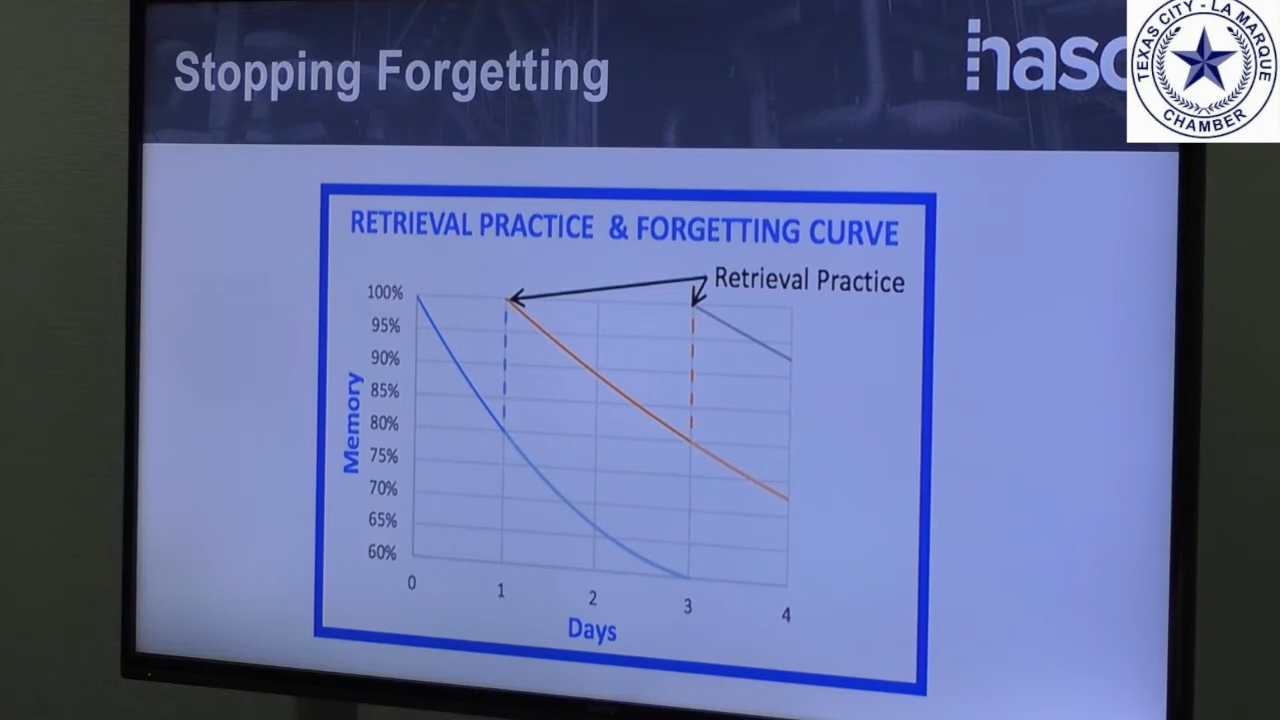 Stopping Forgetting
TEXAS CITY - LA MARQUE
CHAMBER
RETRIEVAL PRACTICE & FORGETTING CURVE
Retrieval Practice
100%
95%
90%
85%
80%
75%
70%
65%
60%
Memory
0 1 2 3 4
Days